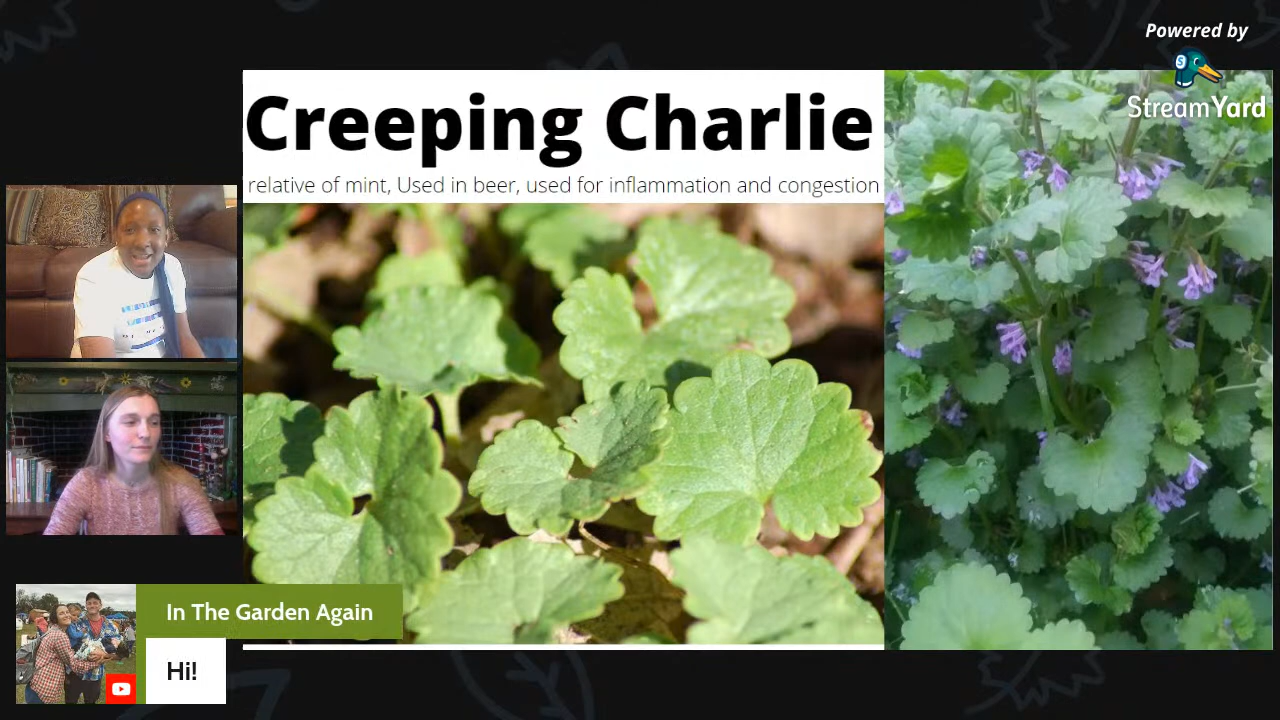 Powered by
StreamYard
Creeping Charlie
relative of mint, Used in beer, used for inflammation and congestion
In The Garden Again
Hi!